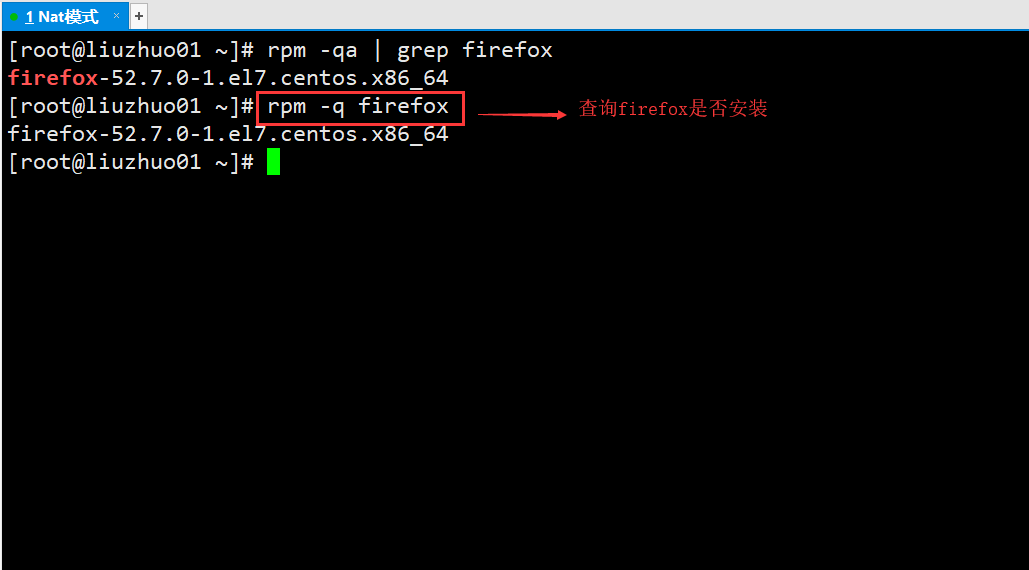 1 Nat模式 × +
[root@liuzhuo01 ~]# rpm -qa | grep firefox
firefox-52.7.0-1.el7.centos.x86_64
[root@liuzhuo01 ~]# rpm -q firefox 查询firefox是否安装
firefox-52.7.0-1.el7.centos.x86_64
[root@liuzhuo01 ~]#